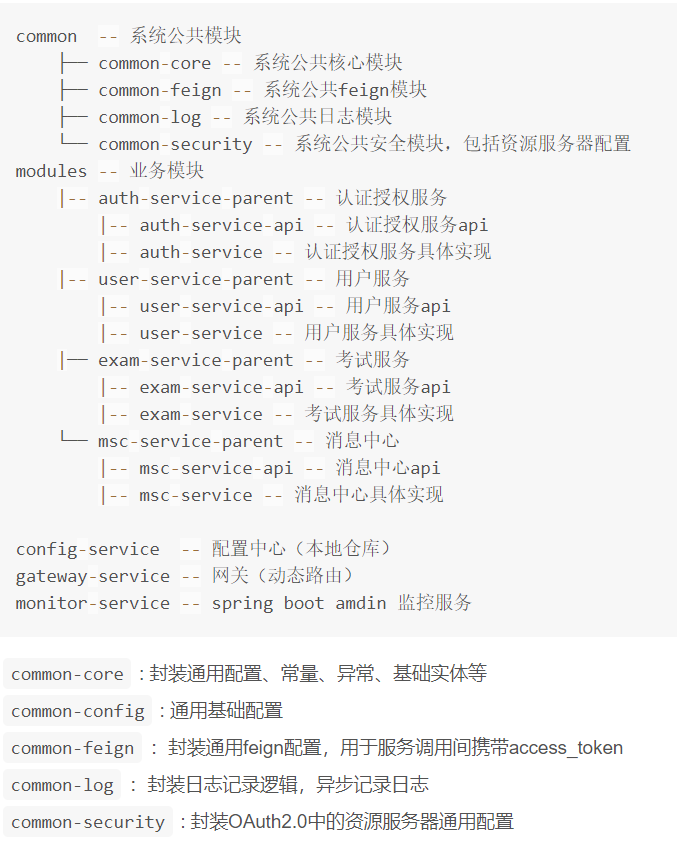 common  -- 系统公共模块
    ├── common-core -- 系统公共核心模块
    ├── common-feign -- 系统公共feign模块
    ├── common-log -- 系统公共日志模块
    └── common-security -- 系统公共安全模块，包括资源服务器配置
modules -- 业务模块
    |-- auth-service-parent -- 认证授权服务
        |-- auth-service-api -- 认证授权服务api
        |-- auth-service -- 认证授权服务具体实现
    |-- user-service-parent -- 用户服务
        |-- user-service-api -- 用户服务api
        |-- user-service -- 用户服务具体实现
    |── exam-service-parent -- 考试服务
        |-- exam-service-api -- 考试服务api
        |-- exam-service -- 考试服务具体实现
    └── msc-service-parent -- 消息中心
        |-- msc-service-api -- 消息中心api
        |-- msc-service -- 消息中心具体实现
config-service  -- 配置中心（本地仓库）
gateway-service -- 网关（动态路由）
monitor-service -- spring boot amdin 监控服务
common-core : 封装通用配置、常量、异常、基础实体等
common-config : 通用基础配置
common-feign ： 封装通用feign配置，用于服务调用间携带access_token
common-log ： 封装日志记录逻辑，异步记录日志
common-security : 封装OAuth2.0中的资源服务器通用配置